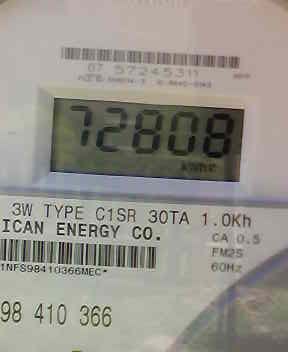 07 57245311
72808
3W TYPE C1SR 30TA 1.0Kh
ICAN ENERGY CO.
CA 0.5
FM2S
60Hz
1NFS98410366MEC*
98 410 366